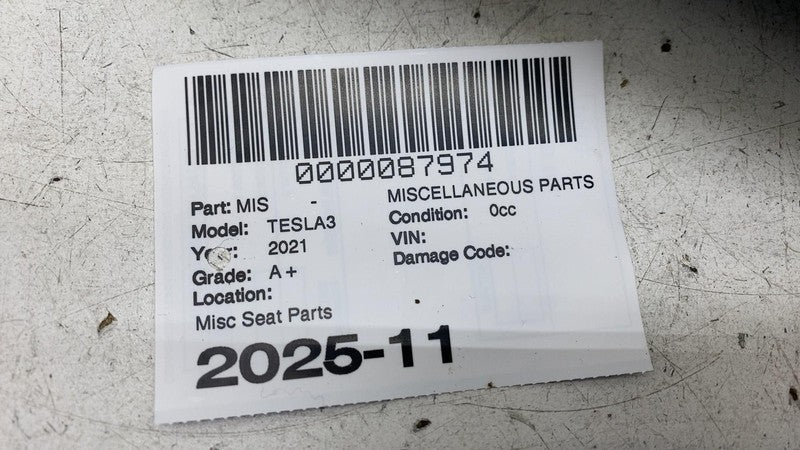 0000087974
Part: MIS - MISCELLANEOUS PARTS
Model: TESLA3 Condition: 0cc
Year: 2021 VIN:
Grade: A+ Damage Code:
Location:
Misc Seat Parts
2025-11